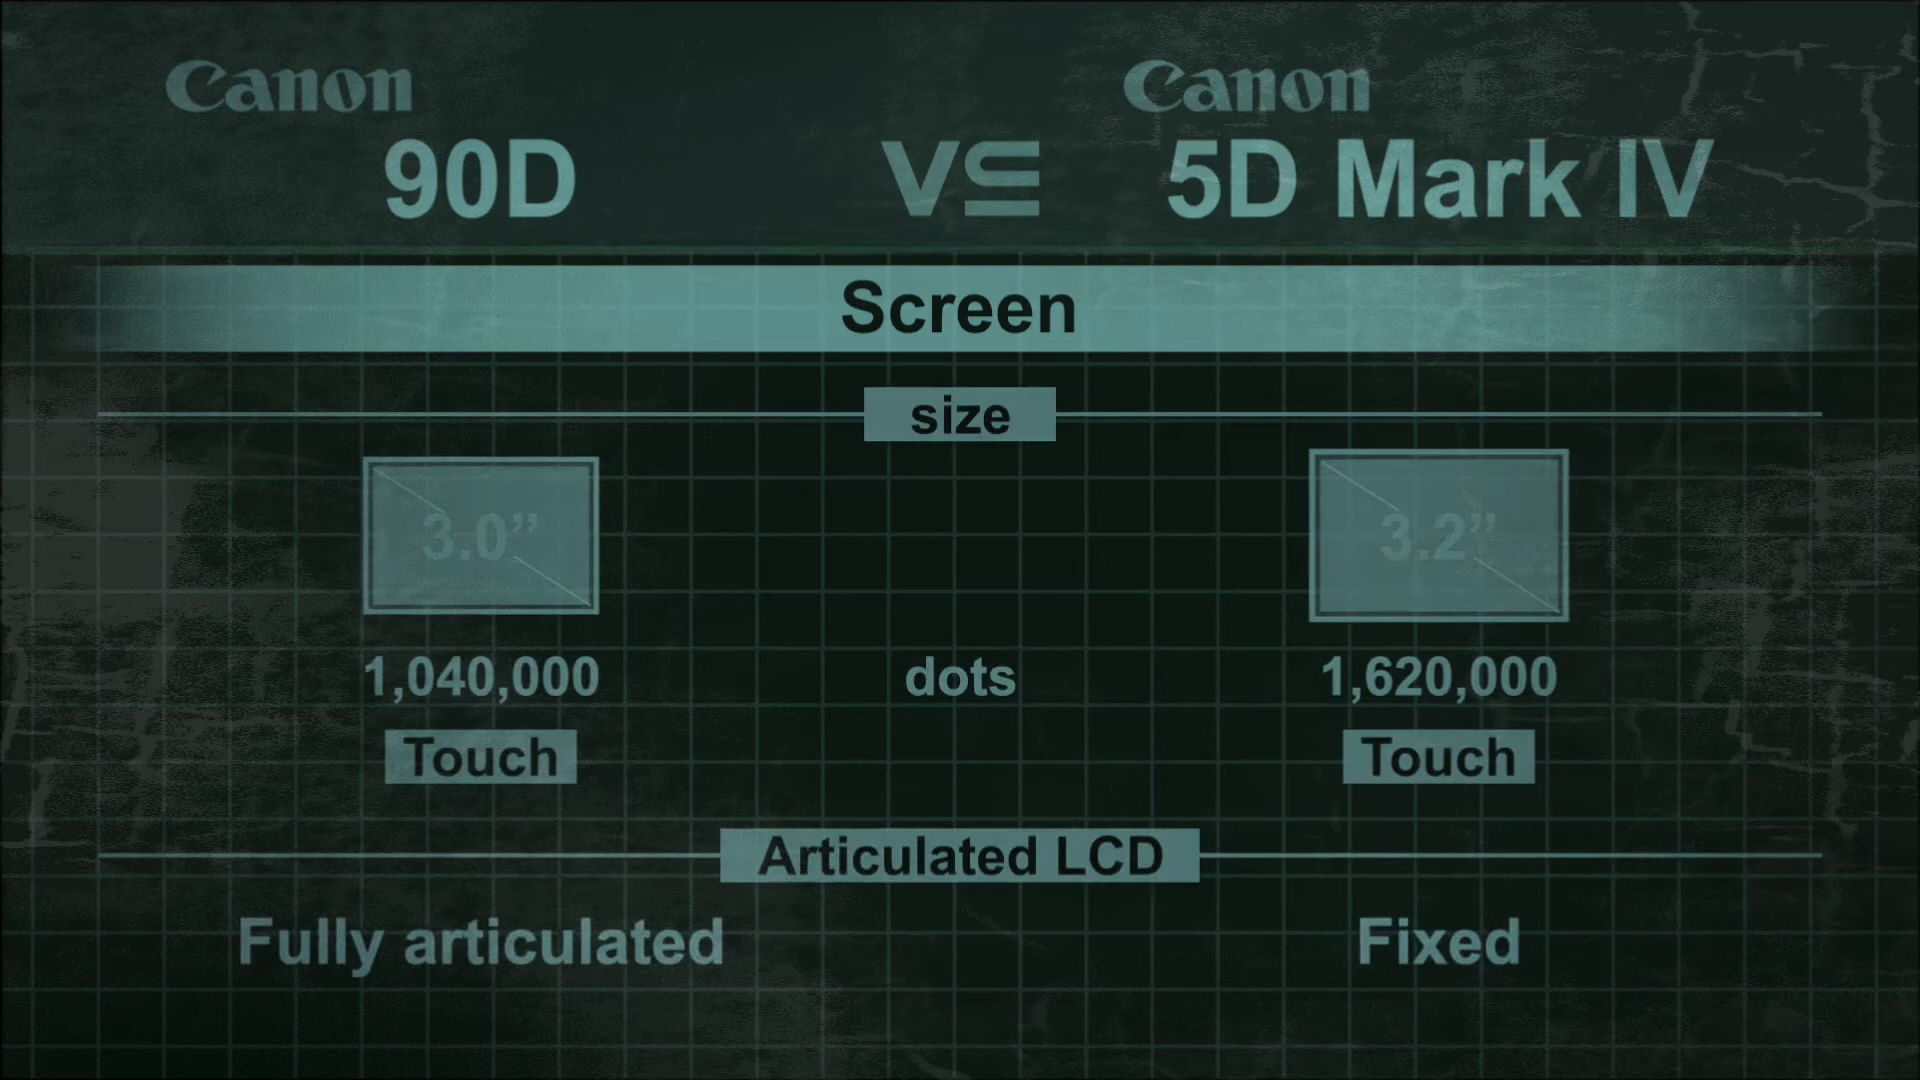 Canon
90D
VS
Canon
5D Mark IV
Screen
size
3.0”
3.2”
1,040,000
dots
1,620,000
Touch
Touch
Articulated LCD
Fully articulated
Fixed